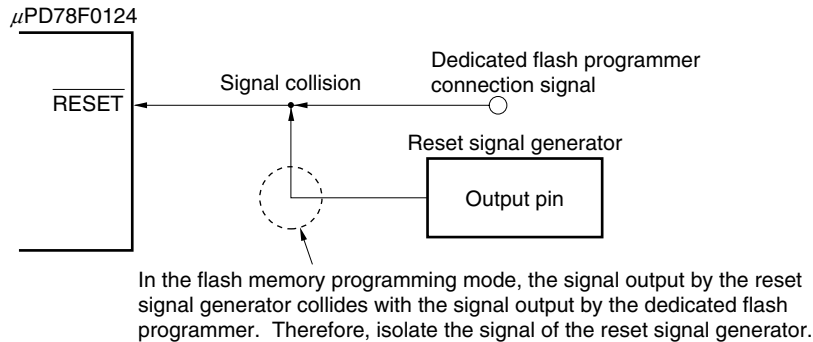 μPD78F0124
Dedicated flash programmer
connection signal
Signal collision
RESET
Reset signal generator
Output pin
In the flash memory programming mode, the signal output by the reset
signal generator collides with the signal output by the dedicated flash
programmer.  Therefore, isolate the signal of the reset signal generator.